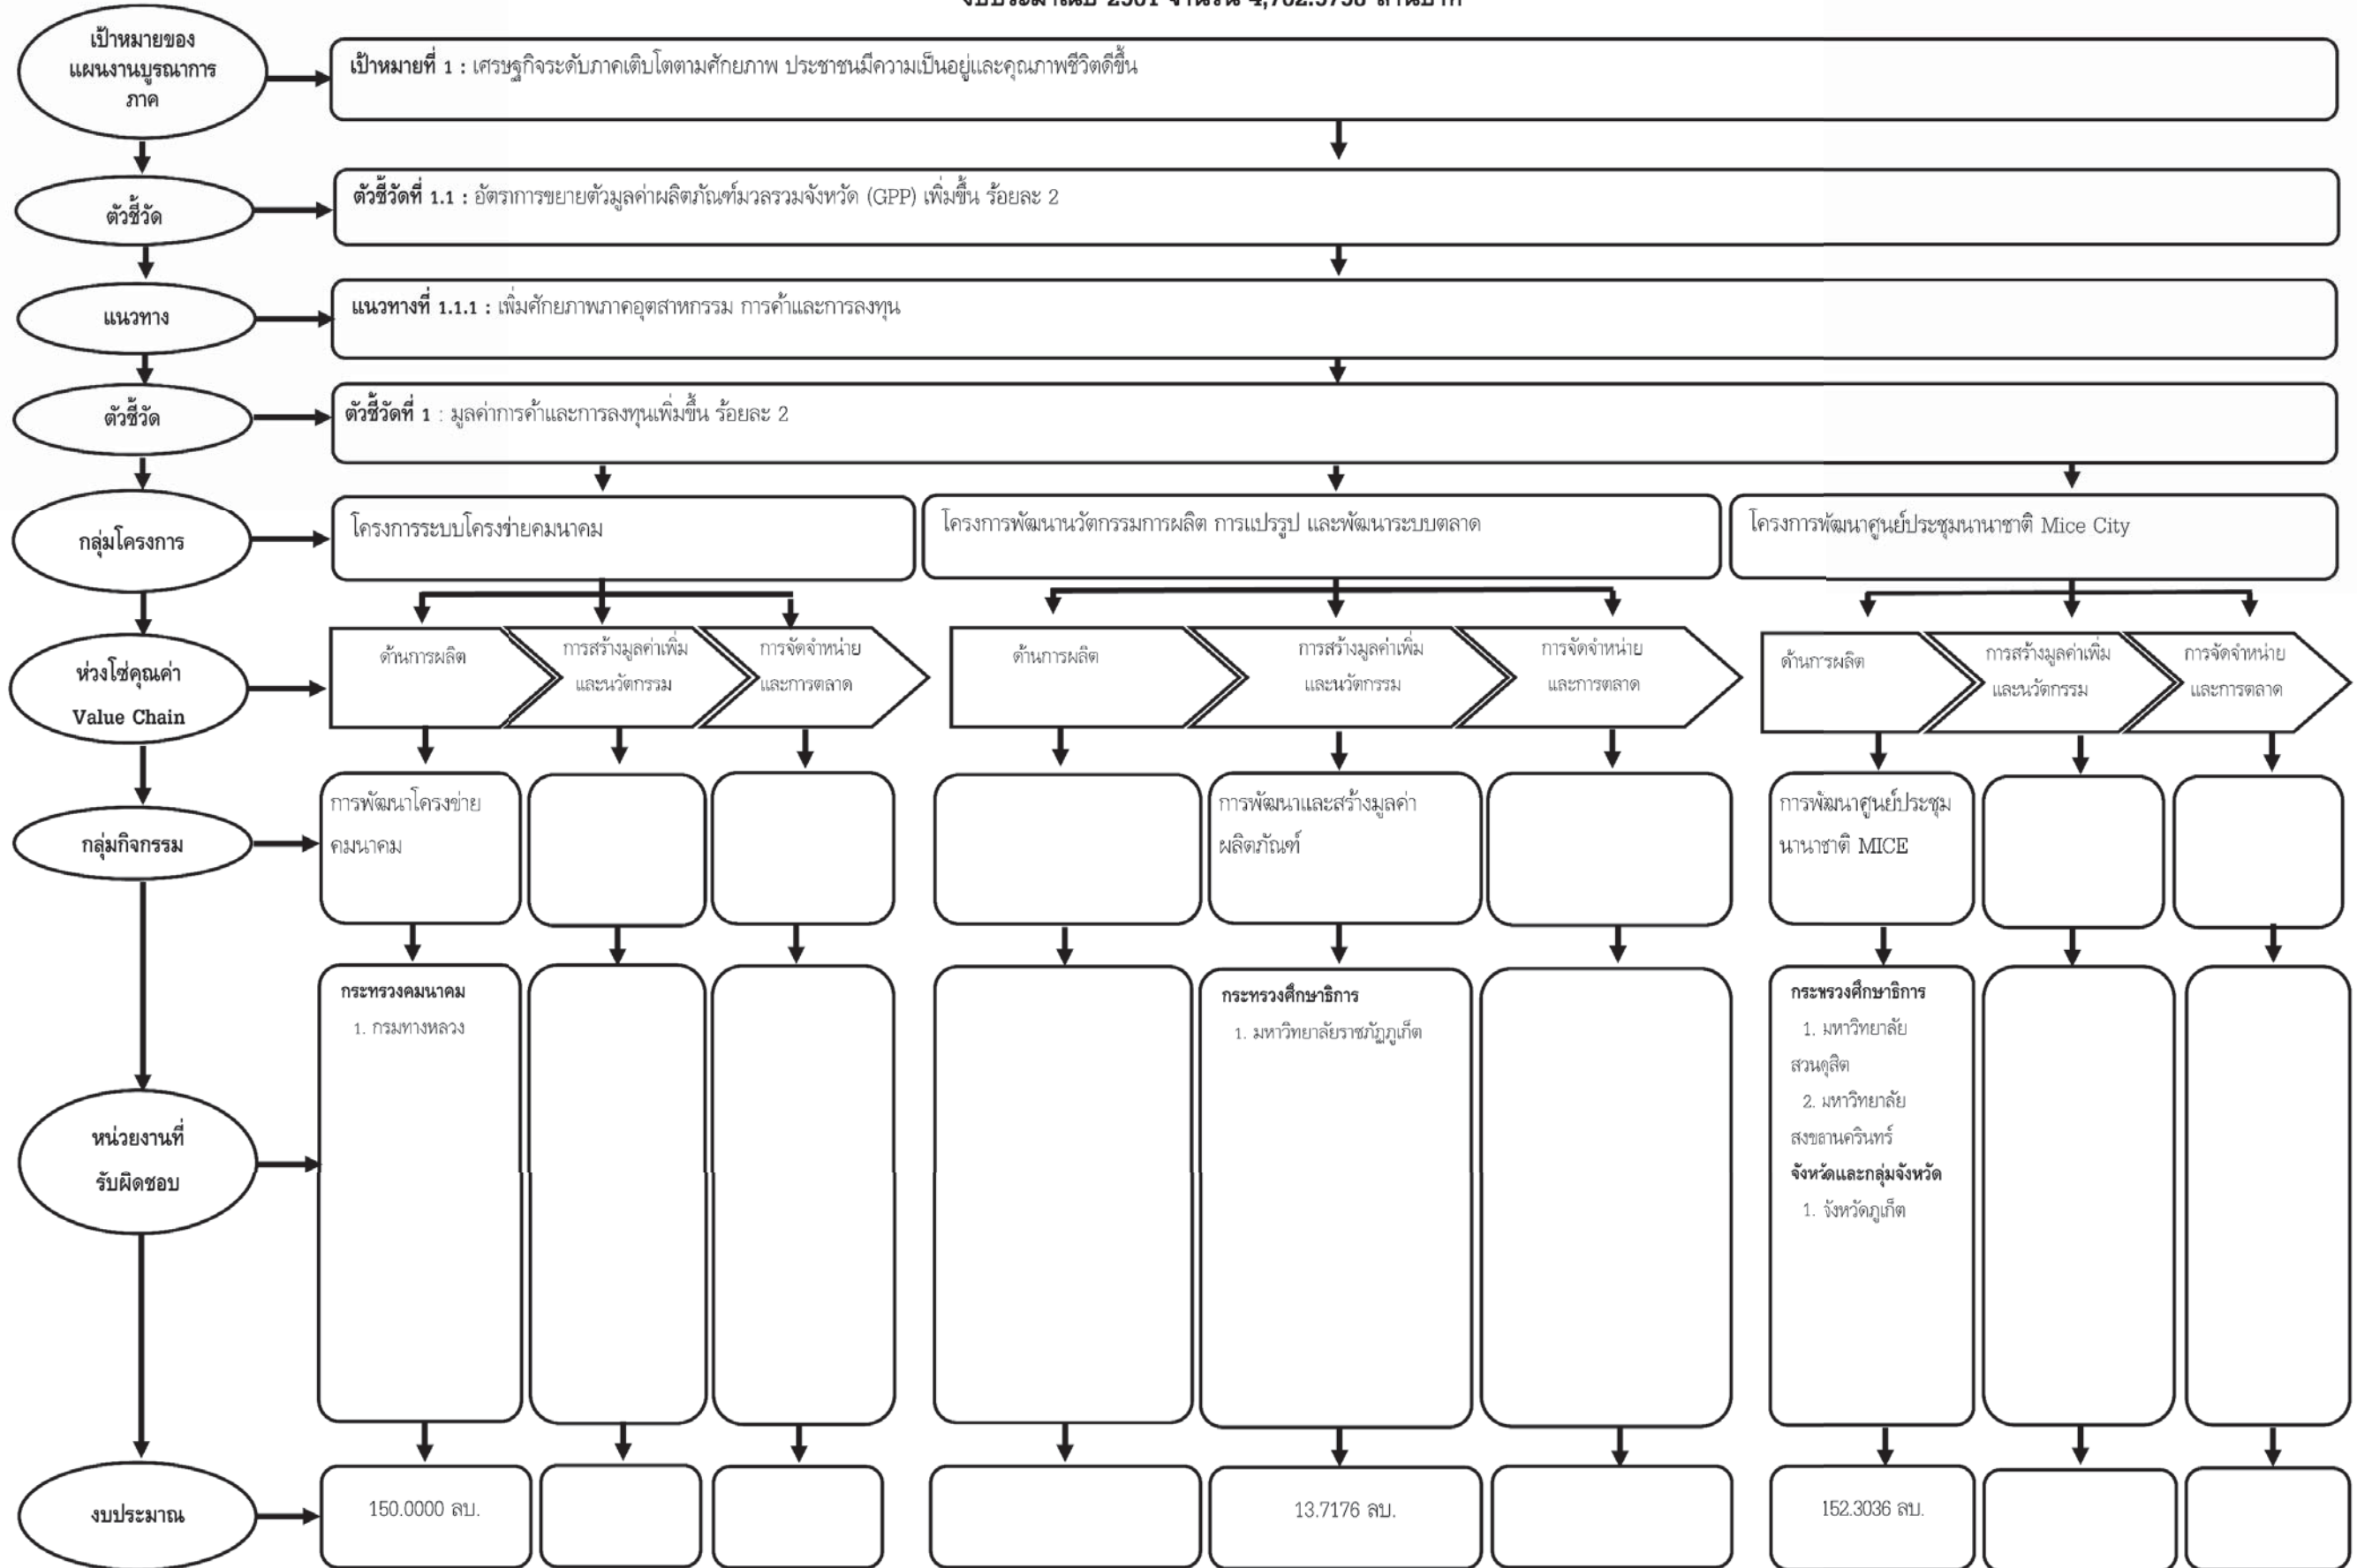 เป้าหมายของ
แผนงานบูรณาการ
ภาค
เป้าหมายที่ 1 : เศรษฐกิจระดับภาคเติบโตตามศักยภาพ ประชาชนมีความเป็นอยู่และคุณภาพชีวิตดีขึ้น
ตัวชี้วัด
ตัวชี้วัดที่ 1.1 : อัตราการขยายตัวมูลค่าผลิตภัณฑ์มวลรวมจังหวัด (GPP) เพิ่มขึ้น ร้อยละ 2
แนวทาง
แนวทางที่ 1.1.1 : เพิ่มศักยภาพภาคอุตสาหกรรม การค้าและการลงทุน
ตัวชี้วัด
ตัวชี้วัดที่ 1 : มูลค่าการค้าและการลงทุนเพิ่มขึ้น ร้อยละ 2
กลุ่มโครงการ
โครงการระบบโครงข่ายคมนาคม
โครงการพัฒนานวัตกรรมการผลิต การแปรรูป และพัฒนาระบบตลาด
โครงการพัฒนาศูนย์ประชุมนานาชาติ Mice City
ห่วงโซ่คุณค่า
Value Chain
ด้านการผลิต
การสร้างมูลค่าเพิ่ม
และนวัตกรรม
การจัดจำหน่าย
และการตลาด
ด้านการผลิต
การสร้างมูลค่าเพิ่ม
และนวัตกรรม
การจัดจำหน่าย
และการตลาด
ด้านการผลิต
การสร้างมูลค่าเพิ่ม
และนวัตกรรม
การจัดจำหน่าย
และการตลาด
กลุ่มกิจกรรม
การพัฒนาโครงข่าย
คมนาคม
การพัฒนาและสร้างมูลค่า
ผลิตภัณฑ์
การพัฒนาศูนย์ประชุม
นานาชาติ MICE
หน่วยงานที่
รับผิดชอบ
กระทรวงคมนาคม
1. กรมทางหลวง
กระทรวงศึกษาธิการ
1. มหาวิทยาลัยราชภัฏภูเก็ต
กระทรวงศึกษาธิการ
1. มหาวิทยาลัย
สวนดุสิต
2. มหาวิทยาลัย
สงขลานครินทร์
จังหวัดและกลุ่มจังหวัด
1. จังหวัดภูเก็ต
งบประมาณ
150.0000 ลบ.
13.7176 ลบ.
152.3036 ลบ.